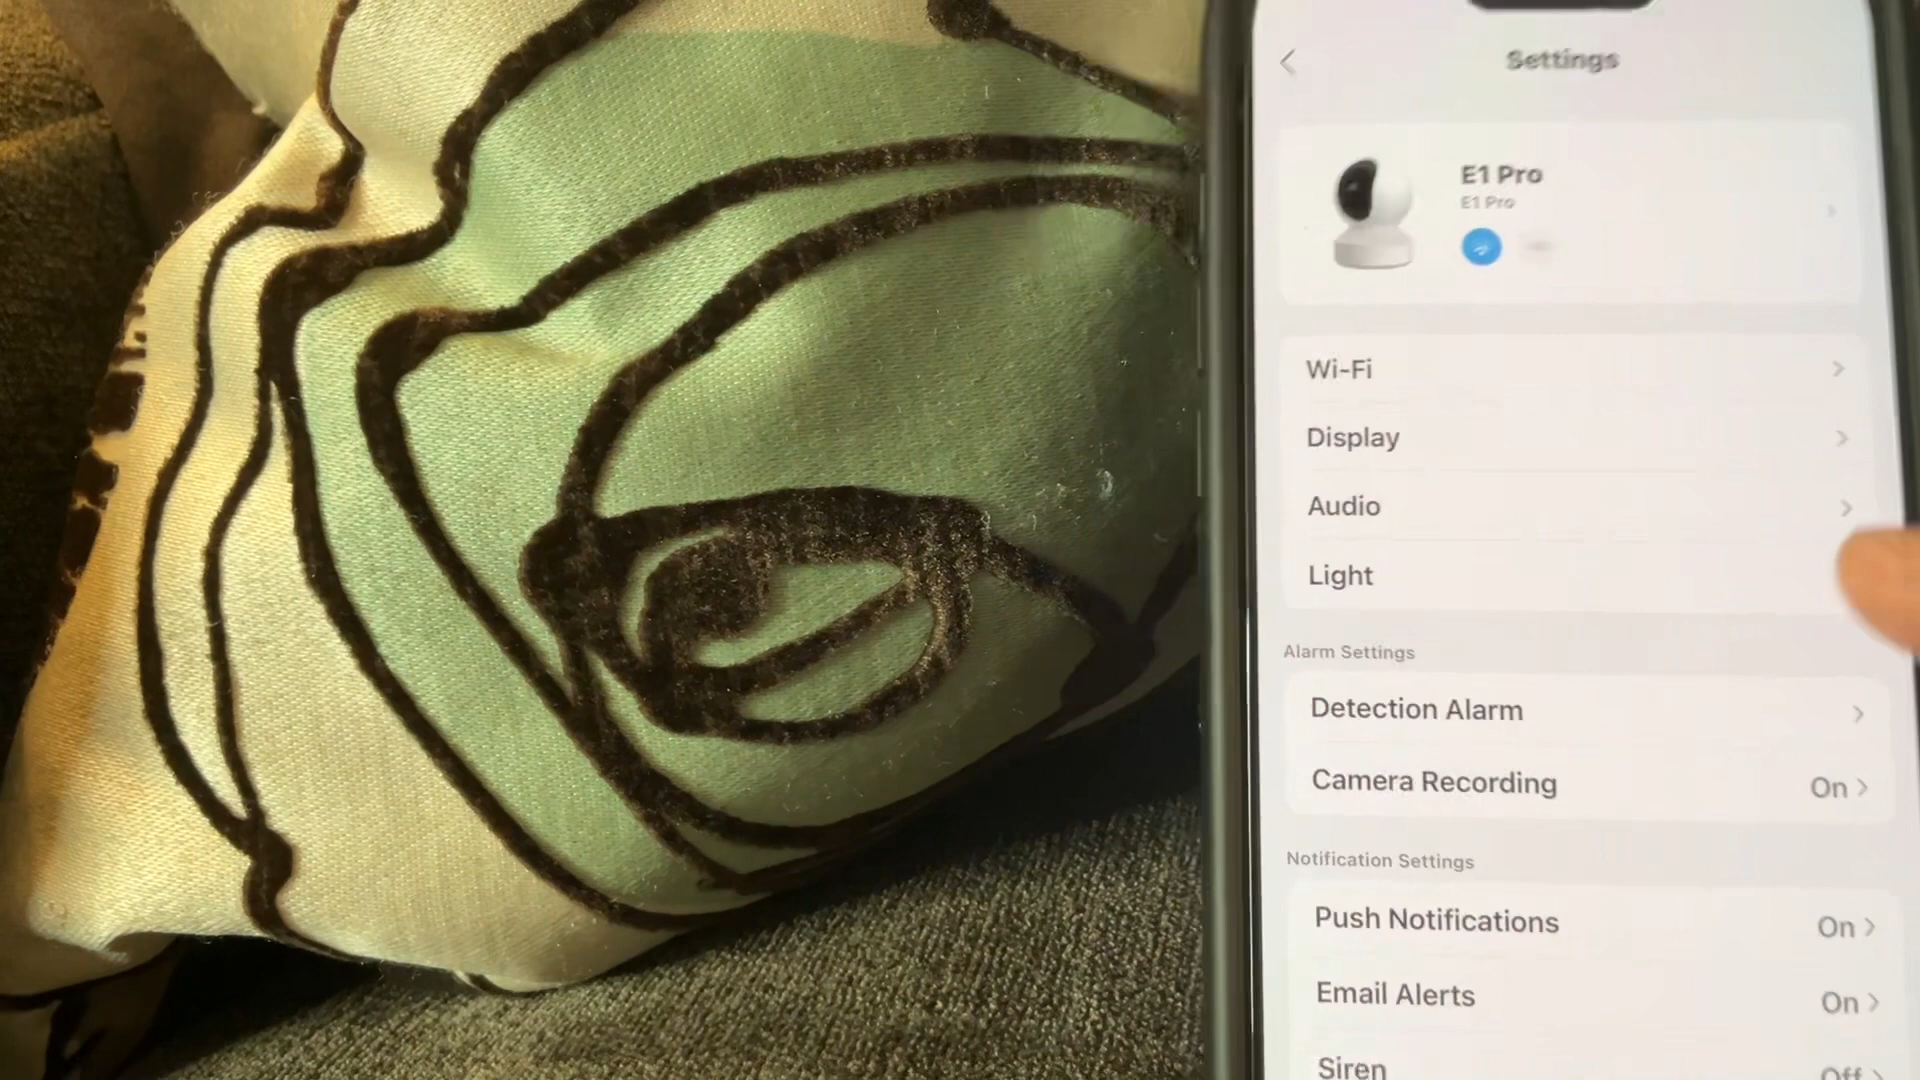 Settings
E1 Pro
E1 Pro
Wi-Fi
Display
Audio
Light
Alarm Settings
Detection Alarm
Camera Recording On
Notification Settings
Push Notifications On
Email Alerts On
Siren Off